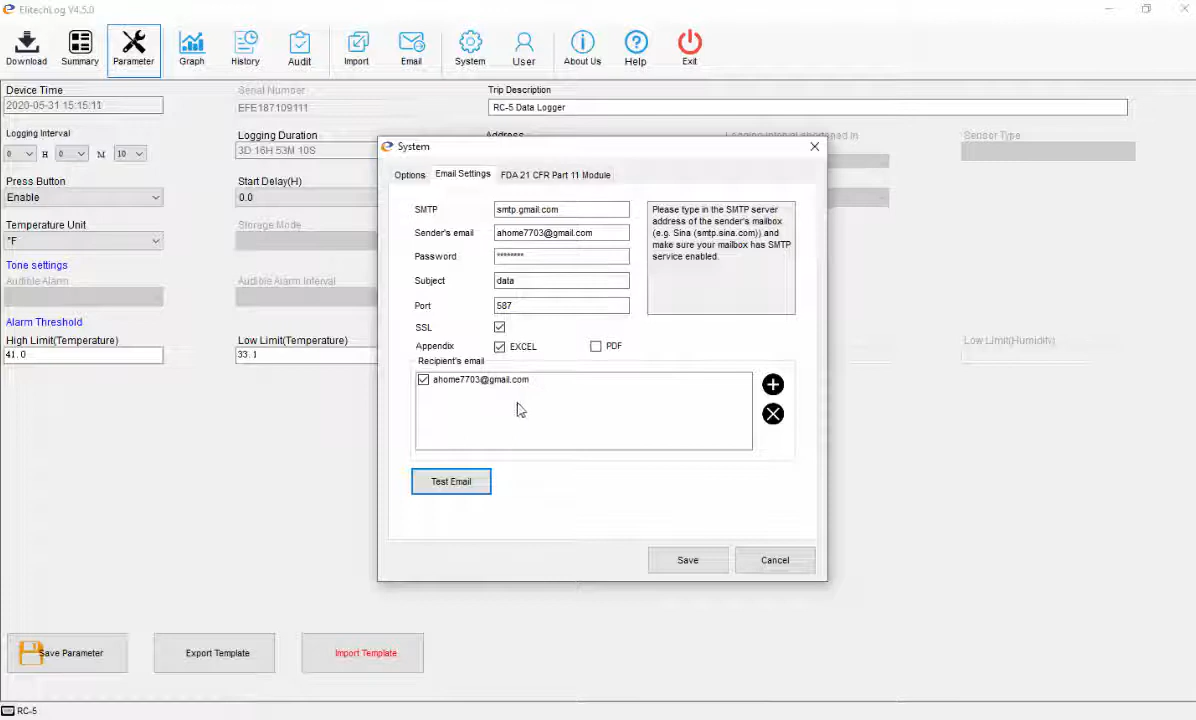 ElitechLog V4.5.0
Download Summary Parameter Graph History Audit Import Email System User About Us Help Exit
Device Time
2020-05-31 15:15:11
Serial Number
EFE187109111
Trip Description
RC-5 Data Logger
Logging Interval
0 H 0 M 10
Logging Duration
3D 16H 53M 10S
Address
Logging interval shortened in
Sensor Type
Press Button
Enable
Start Delay(H)
0.0
Temperature Unit
°F
Storage Mode
Tone settings
Audible Alarm
Audible Alarm Interval
Alarm Threshold
High Limit(Temperature)
41.0
Low Limit(Temperature)
33.1
Low Limit(Humidity)
System
Options Email Settings FDA 21 CFR Part 11 Module
SMTP smtp.gmail.com
Sender's email ahome7703@gmail.com
Password ********
Subject data
Port 587
SSL
Appendix EXCEL PDF
Please type in the SMTP server
address of the sender's mailbox
(e.g. Sina (smtp.sina.com)) and
make sure your mailbox has SMTP
service enabled.
Recipient's email
ahome7703@gmail.com
Test Email
Save Cancel
Save Parameter Export Template Import Template
RC-5